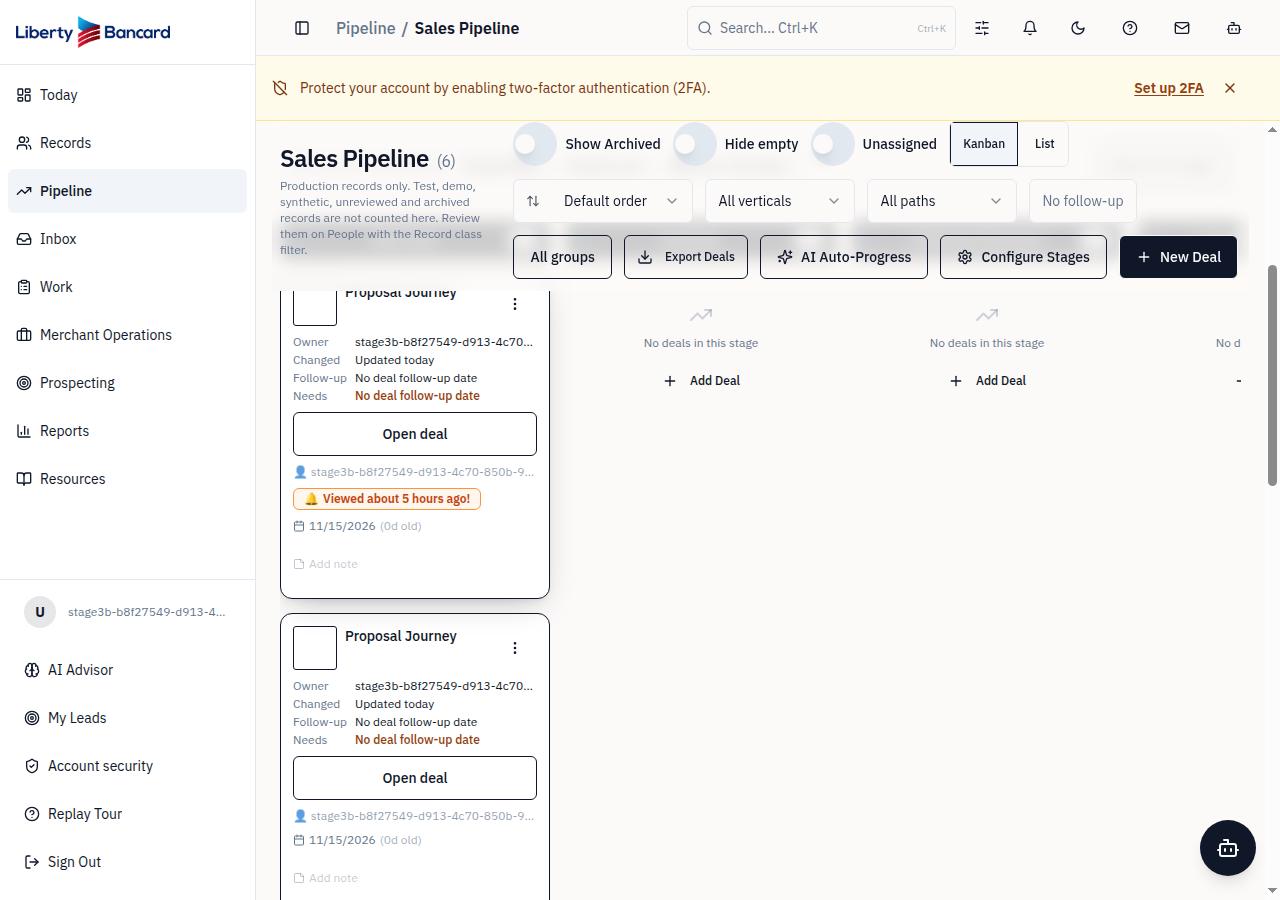 Liberty Bancard
Today
Records
Pipeline
Inbox
Work
Merchant Operations
Prospecting
Reports
Resources
U
stage3b-b8f27549-d913-4...
AI Advisor
My Leads
Account security
Replay Tour
Sign Out
Pipeline / Sales Pipeline
Search... Ctrl+K
Ctrl+K
Protect your account by enabling two-factor authentication (2FA).
Set up 2FA
Sales Pipeline (6)
Production records only. Test, demo,
synthetic, unreviewed and archived
records are not counted here. Review
them on People with the Record class
filter.
Show Archived
Hide empty
Unassigned
Kanban
List
Default order
All verticals
All paths
No follow-up
All groups
Export Deals
AI Auto-Progress
Configure Stages
New Deal
Proposal Journey
Owner stage3b-b8f27549-d913-4c70...
Changed Updated today
Follow-up No deal follow-up date
Needs No deal follow-up date
Open deal
stage3b-b8f27549-d913-4c70-850b-9...
Viewed about 5 hours ago!
11/15/2026 (0d old)
Add note
Proposal Journey
Owner stage3b-b8f27549-d913-4c70...
Changed Updated today
Follow-up No deal follow-up date
Needs No deal follow-up date
Open deal
stage3b-b8f27549-d913-4c70-850b-9...
11/15/2026 (0d old)
Add note
No deals in this stage
Add Deal
No deals in this stage
Add Deal
No d